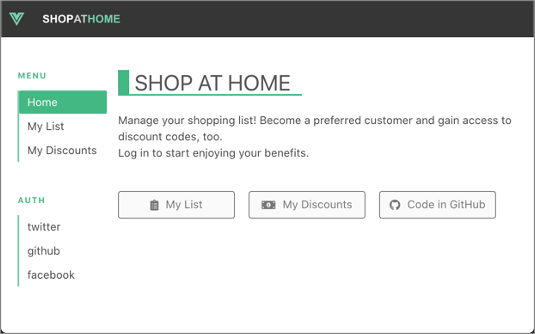 SHOPATHOME
MENU
Home
My List
My Discounts
AUTH
twitter
github
facebook
SHOP AT HOME
Manage your shopping list! Become a preferred customer and gain access to
discount codes, too.
Log in to start enjoying your benefits.
My List
My Discounts
Code in GitHub